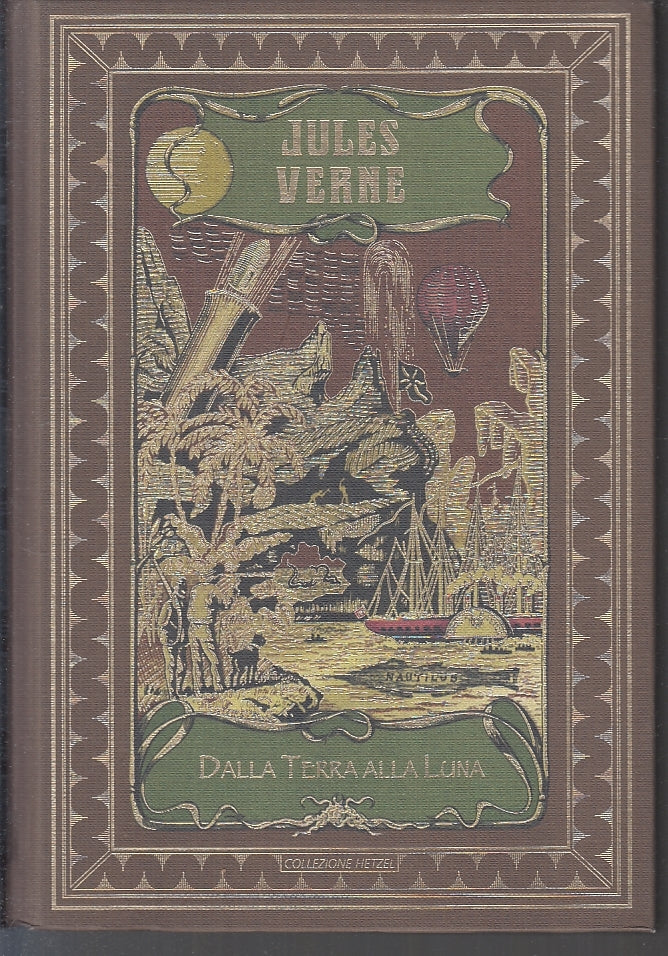 JULES
VERNE
NAUTILUS
DALLA TERRA ALLA LUNA
COLLEZIONE HETZEL